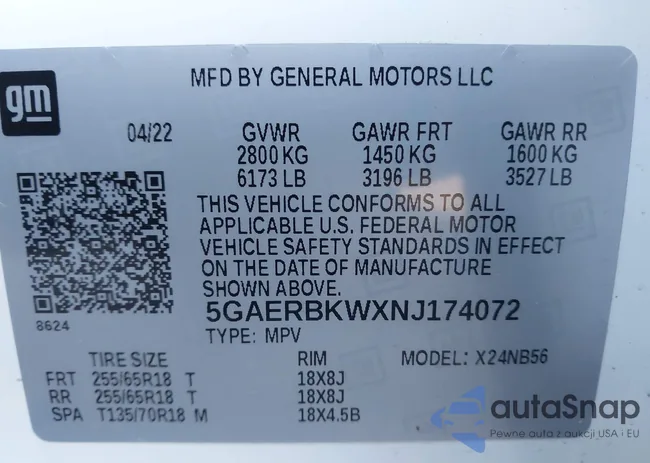 gm
MFD BY GENERAL MOTORS LLC
04/22 GVWR GAWR FRT GAWR RR
2800 KG 1450 KG 1600 KG
6173 LB 3196 LB 3527 LB
THIS VEHICLE CONFORMS TO ALL
APPLICABLE U.S. FEDERAL MOTOR
VEHICLE SAFETY STANDARDS IN EFFECT
ON THE DATE OF MANUFACTURE
SHOWN ABOVE.
8624
5GAERBKWXNJ174072
TYPE: MPV
TIRE SIZE RIM MODEL: X24NB56
FRT 255/65R18 T 18X8J
RR 255/65R18 T 18X8J
SPA T135/70R18 M 18X4.5B
autaSnap
Pewne auta z aukcji USA i EU